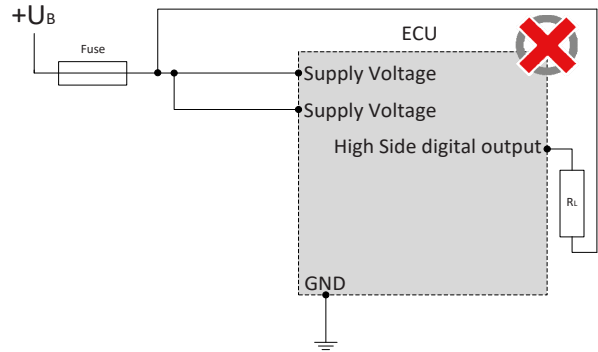 +UB
Fuse
ECU
Supply Voltage
Supply Voltage
High Side digital output
RL
GND